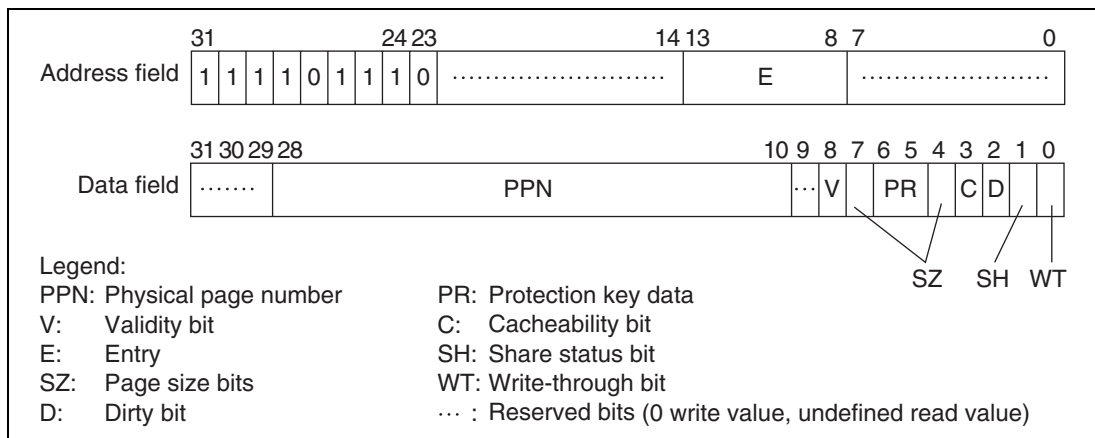 31 24 23 14 13 8 7 0
Address field 1 1 1 1 0 1 1 1 0 ························· E ······················
31 30 29 28 10 9 8 7 6 5 4 3 2 1 0
Data field ······· PPN ··· V PR C D
SZ SH WT
Legend:
PPN: Physical page number PR: Protection key data
V: Validity bit C: Cacheability bit
E: Entry SH: Share status bit
SZ: Page size bits WT: Write-through bit
D: Dirty bit ··· : Reserved bits (0 write value, undefined read value)